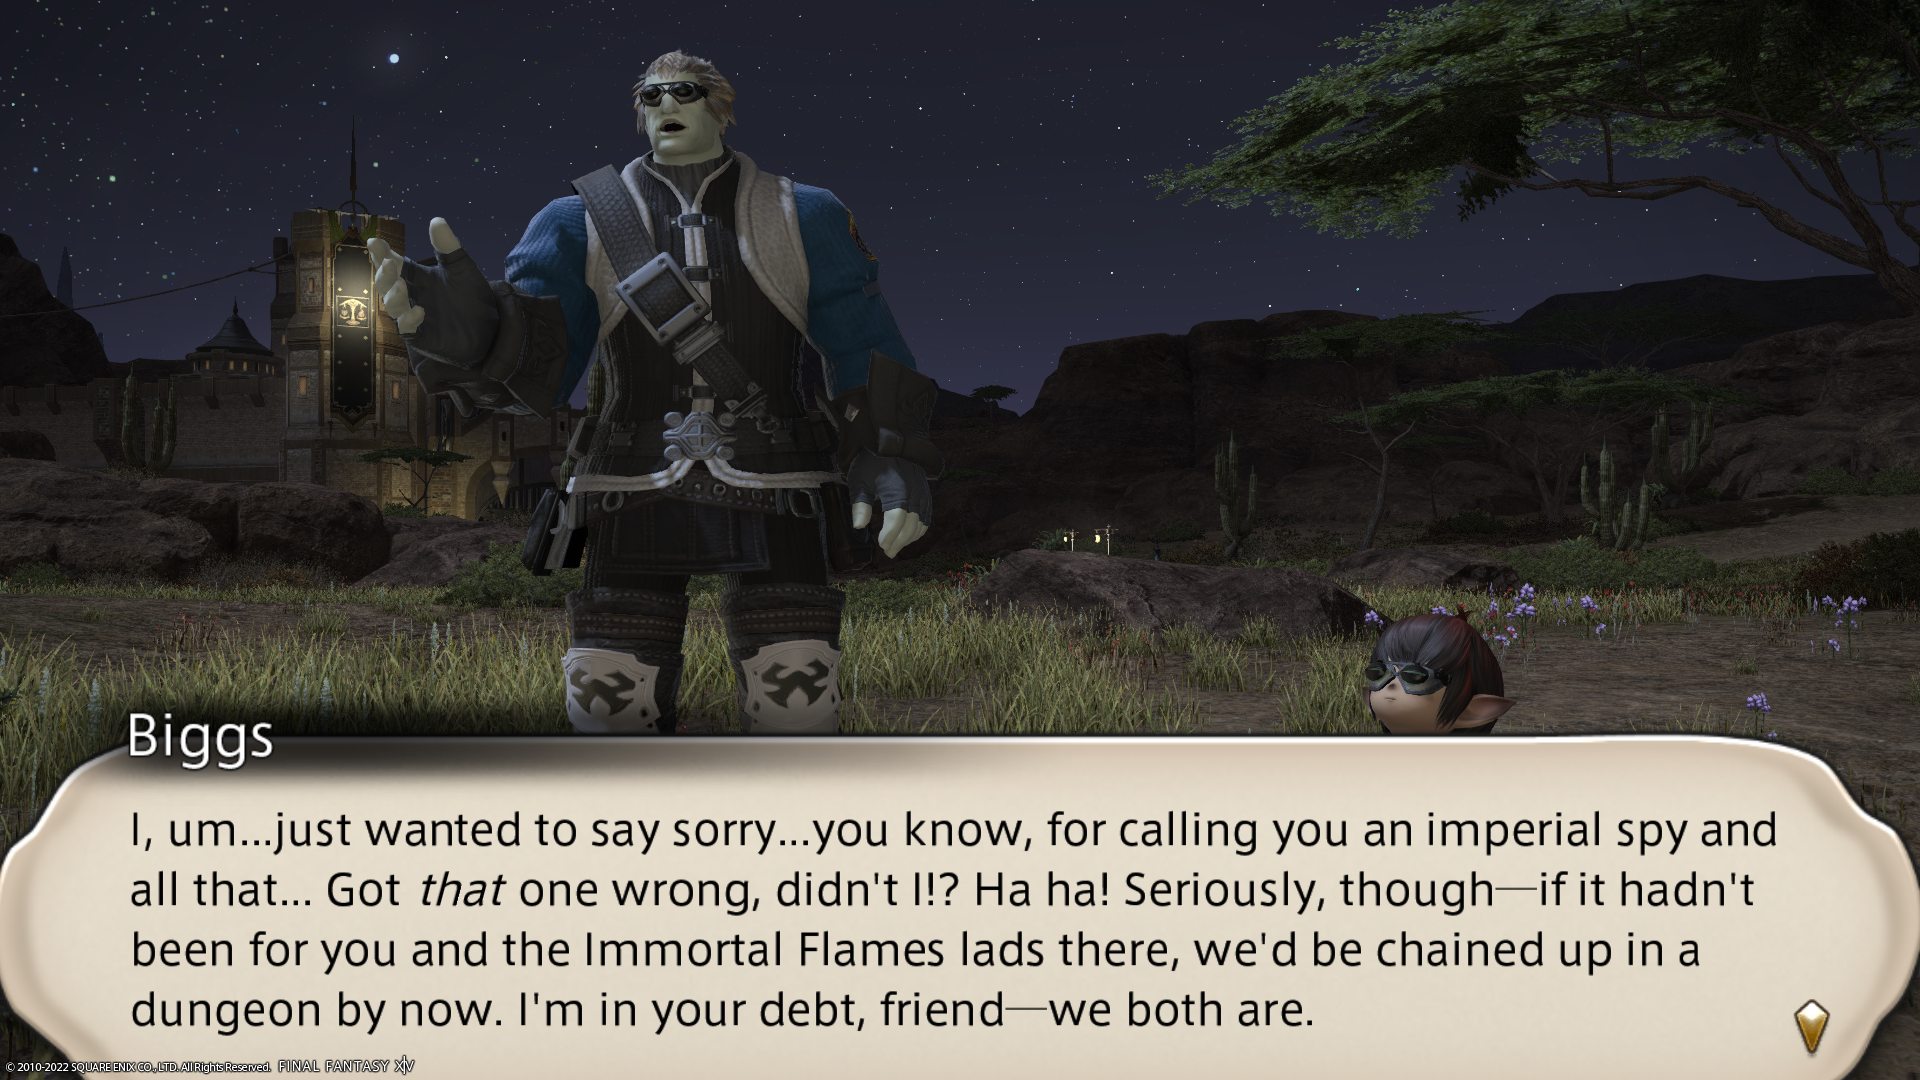 Biggs
I, um...just wanted to say sorry...you know, for calling you an imperial spy and
all that... Got that one wrong, didn't I!? Ha ha! Seriously, though—if it hadn't
been for you and the Immortal Flames lads there, we'd be chained up in a
dungeon by now. I'm in your debt, friend—we both are.
© 2010-2022 SQUARE ENIX CO., LTD. All Rights Reserved. FINAL FANTASY XIV